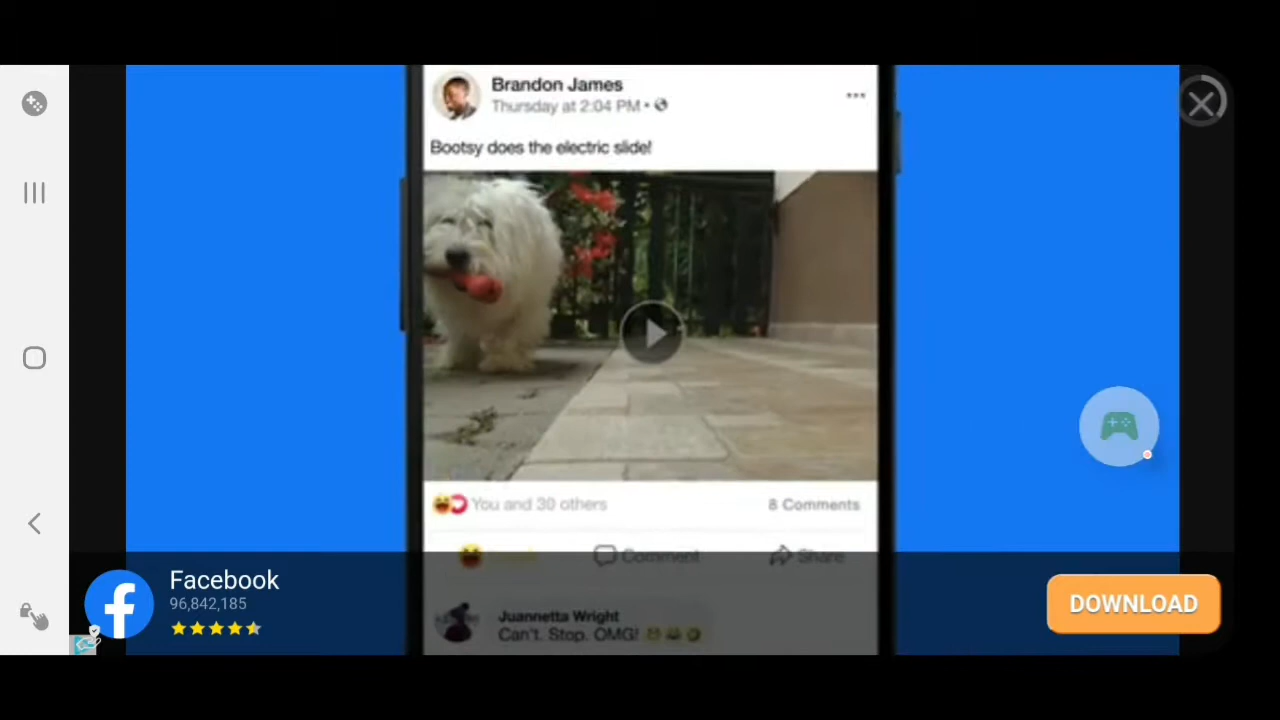 Brandon James
Thursday at 2:04 PM
Bootsy does the electric slide!
You and 30 others
8 Comments
Comment
Share
Juannetta Wright
Can't. Stop. OMG!
Facebook
96,842,185
DOWNLOAD